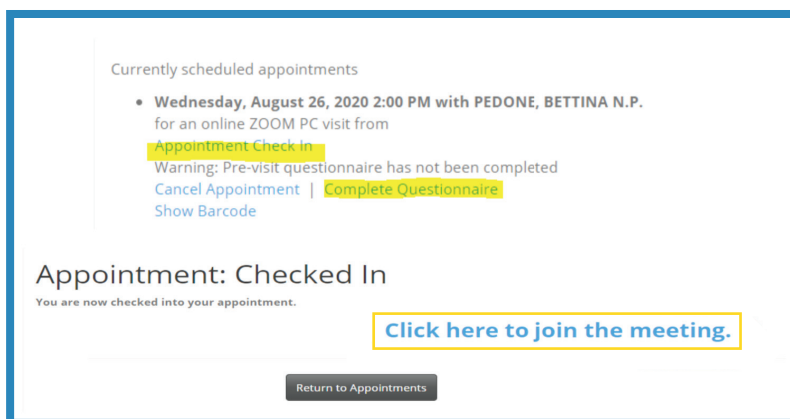 Currently scheduled appointments
• Wednesday, August 26, 2020 2:00 PM with PEDONE, BETTINA N.P.
for an online ZOOM PC visit from
Appointment Check In
Warning: Pre-visit questionnaire has not been completed
Cancel Appointment | Complete Questionnaire
Show Barcode
Appointment: Checked In
You are now checked into your appointment.
Click here to join the meeting.
Return to Appointments